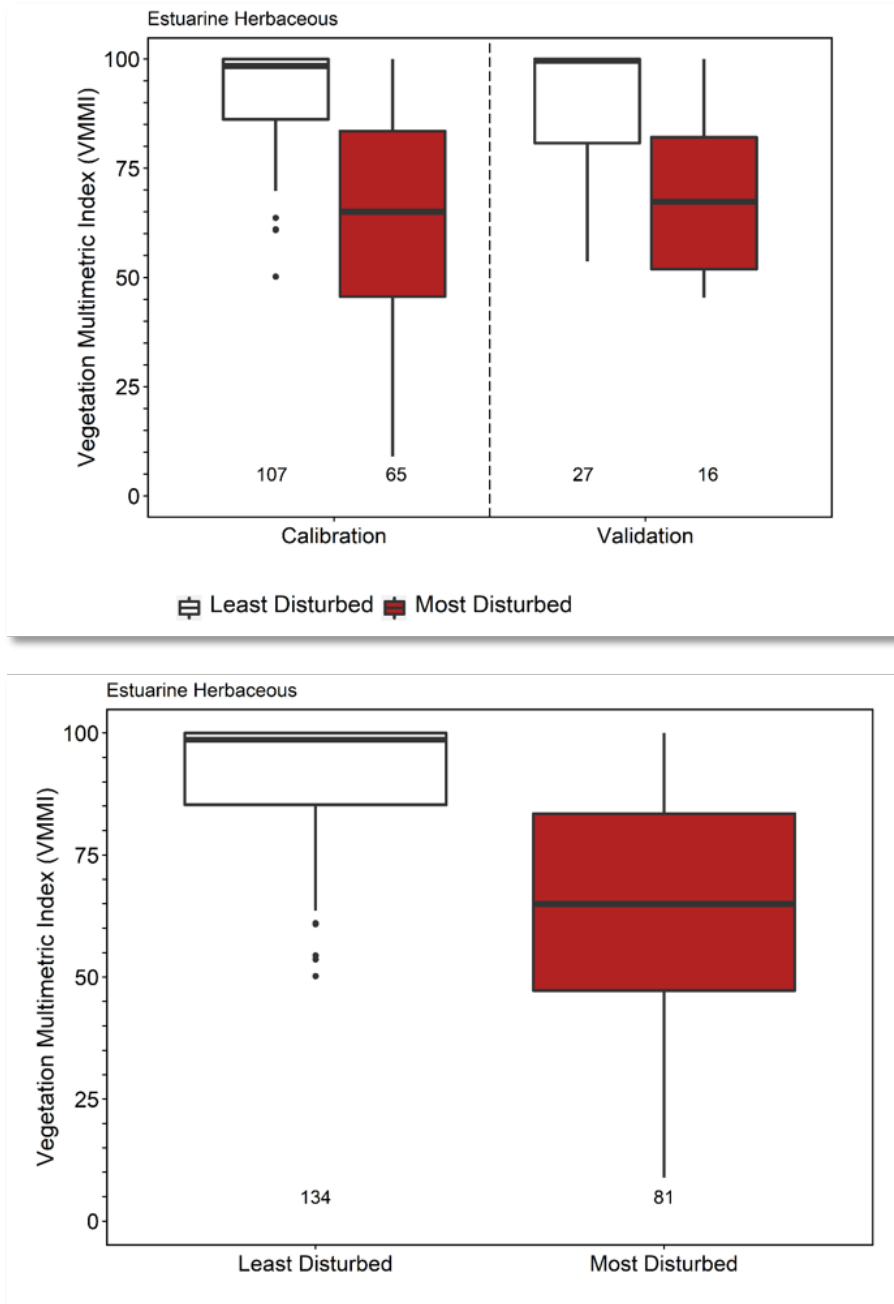 Estuarine Herbaceous
Vegetation Multimetric Index (VMMI)
100
75
50
25
0
107 65 27 16
Calibration Validation
Least Disturbed Most Disturbed
Estuarine Herbaceous
Vegetation Multimetric Index (VMMI)
100
75
50
25
0
134 81
Least Disturbed Most Disturbed